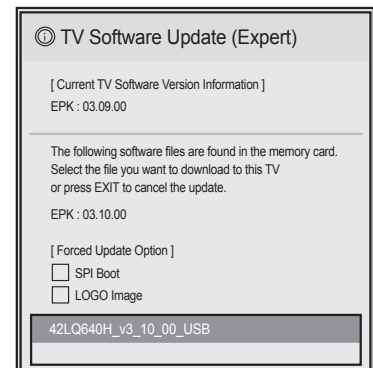 TV Software Update (Expert)
[ Current TV Software Version Information ]
EPK : 03.09.00
The following software files are found in the memory card.
Select the file you want to download to this TV
or press EXIT to cancel the update.
EPK : 03.10.00
[ Forced Update Option ]
SPI Boot
LOGO Image
42LQ640H_v3_10_00_USB